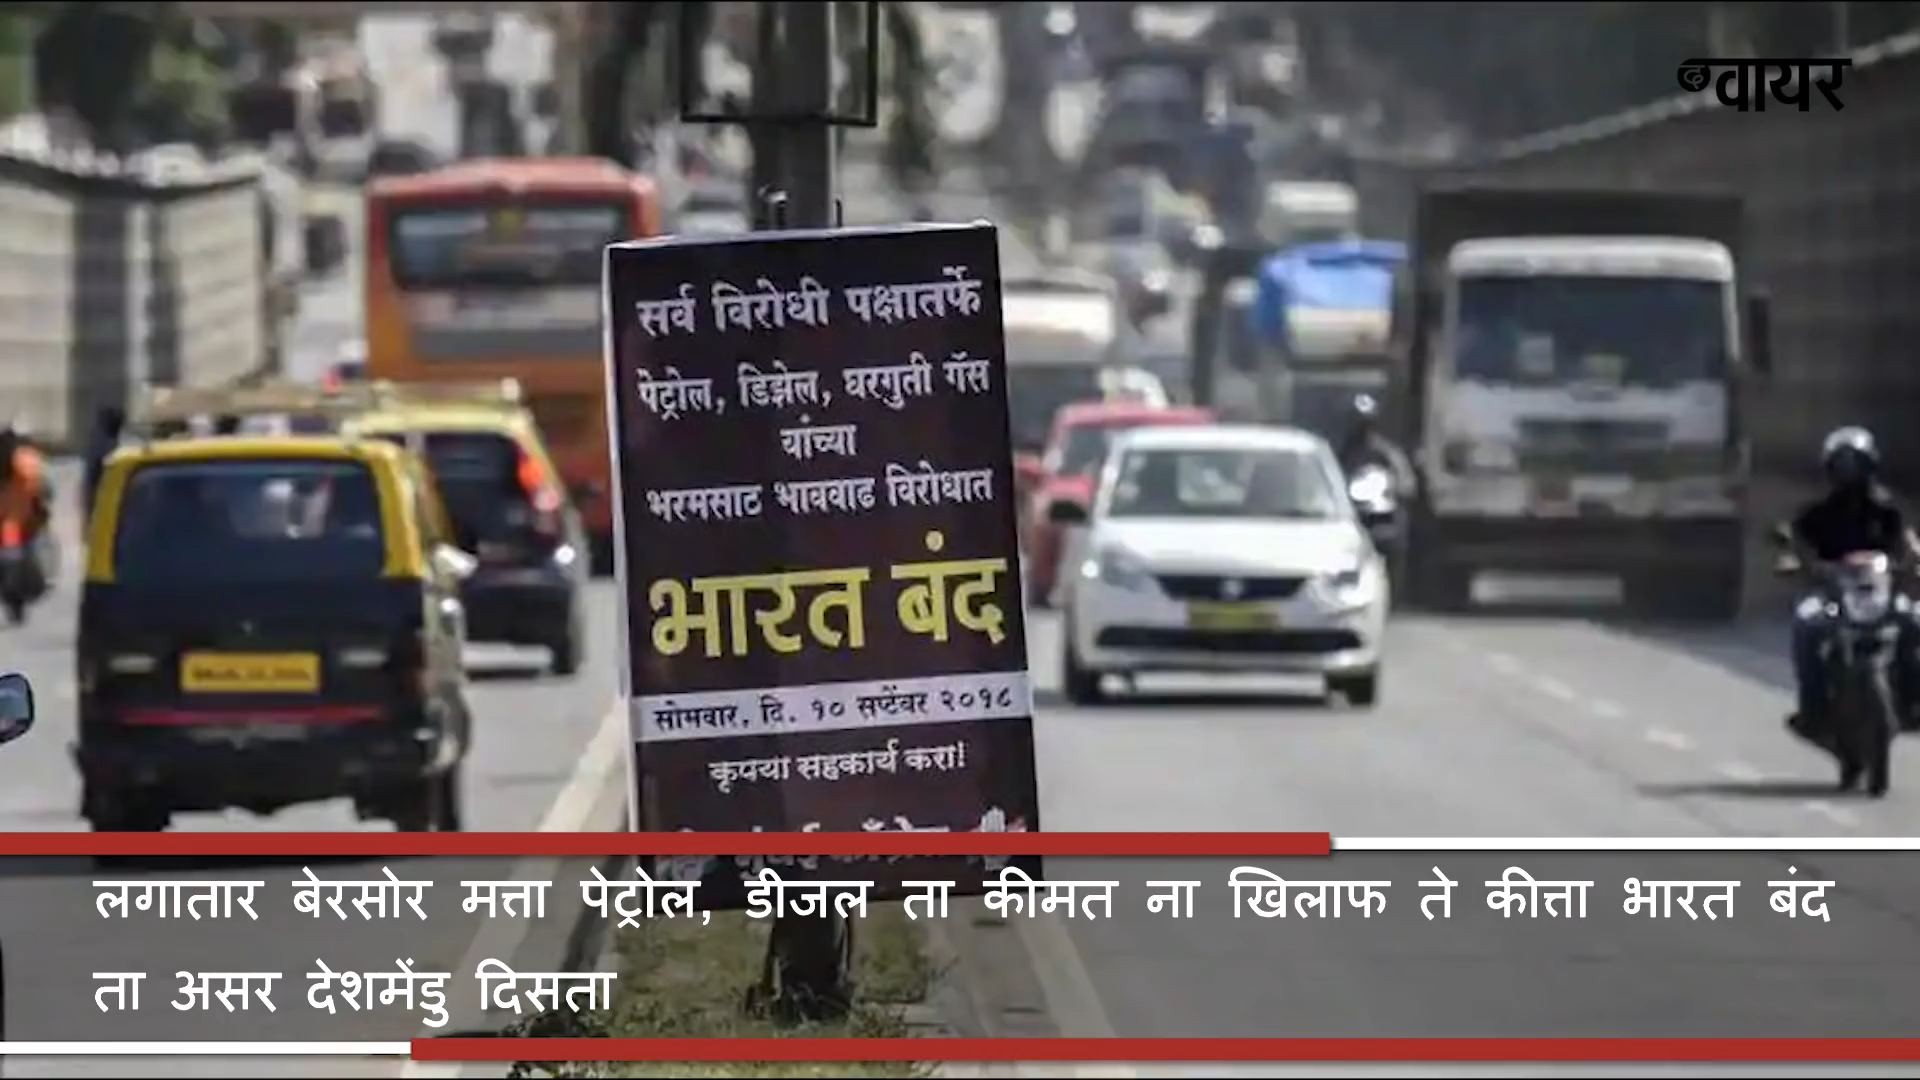 द वायर
सर्व विरोधी पक्षातर्फे
पेट्रोल, डिझेल, घरगुती गॅस
यांच्या
भरमसाट भाववाढ विरोधात
भारत बंद
सोमवार, दि. १० सप्टेंबर २०१८
कृपया सहकार्य करा!
लगातार बेरसोर मत्ता पेट्रोल, डीजल ता कीमत ना खिलाफ ते कीत्ता भारत बंद
ता असर देशमेंडु दिसता